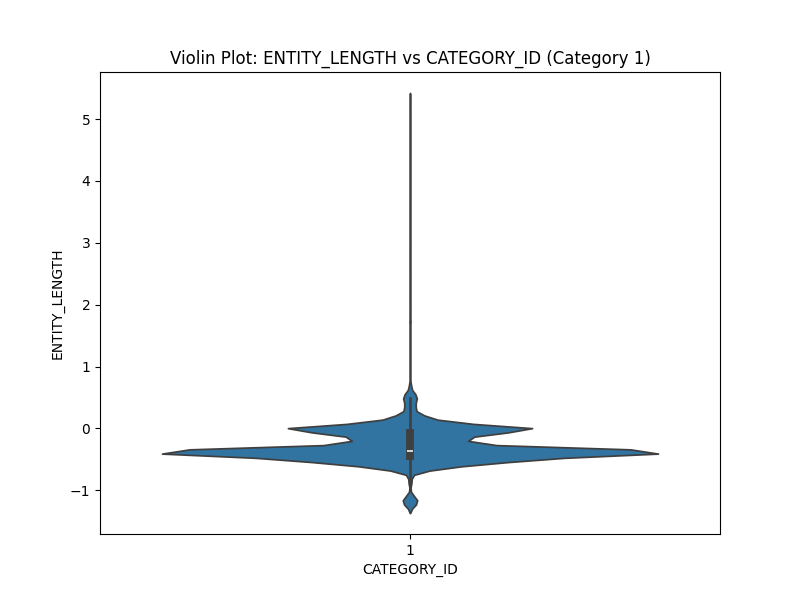 Violin Plot: ENTITY_LENGTH vs CATEGORY_ID (Category 1)
5
4
3
2
1
0
−1
ENTITY_LENGTH
1
CATEGORY_ID